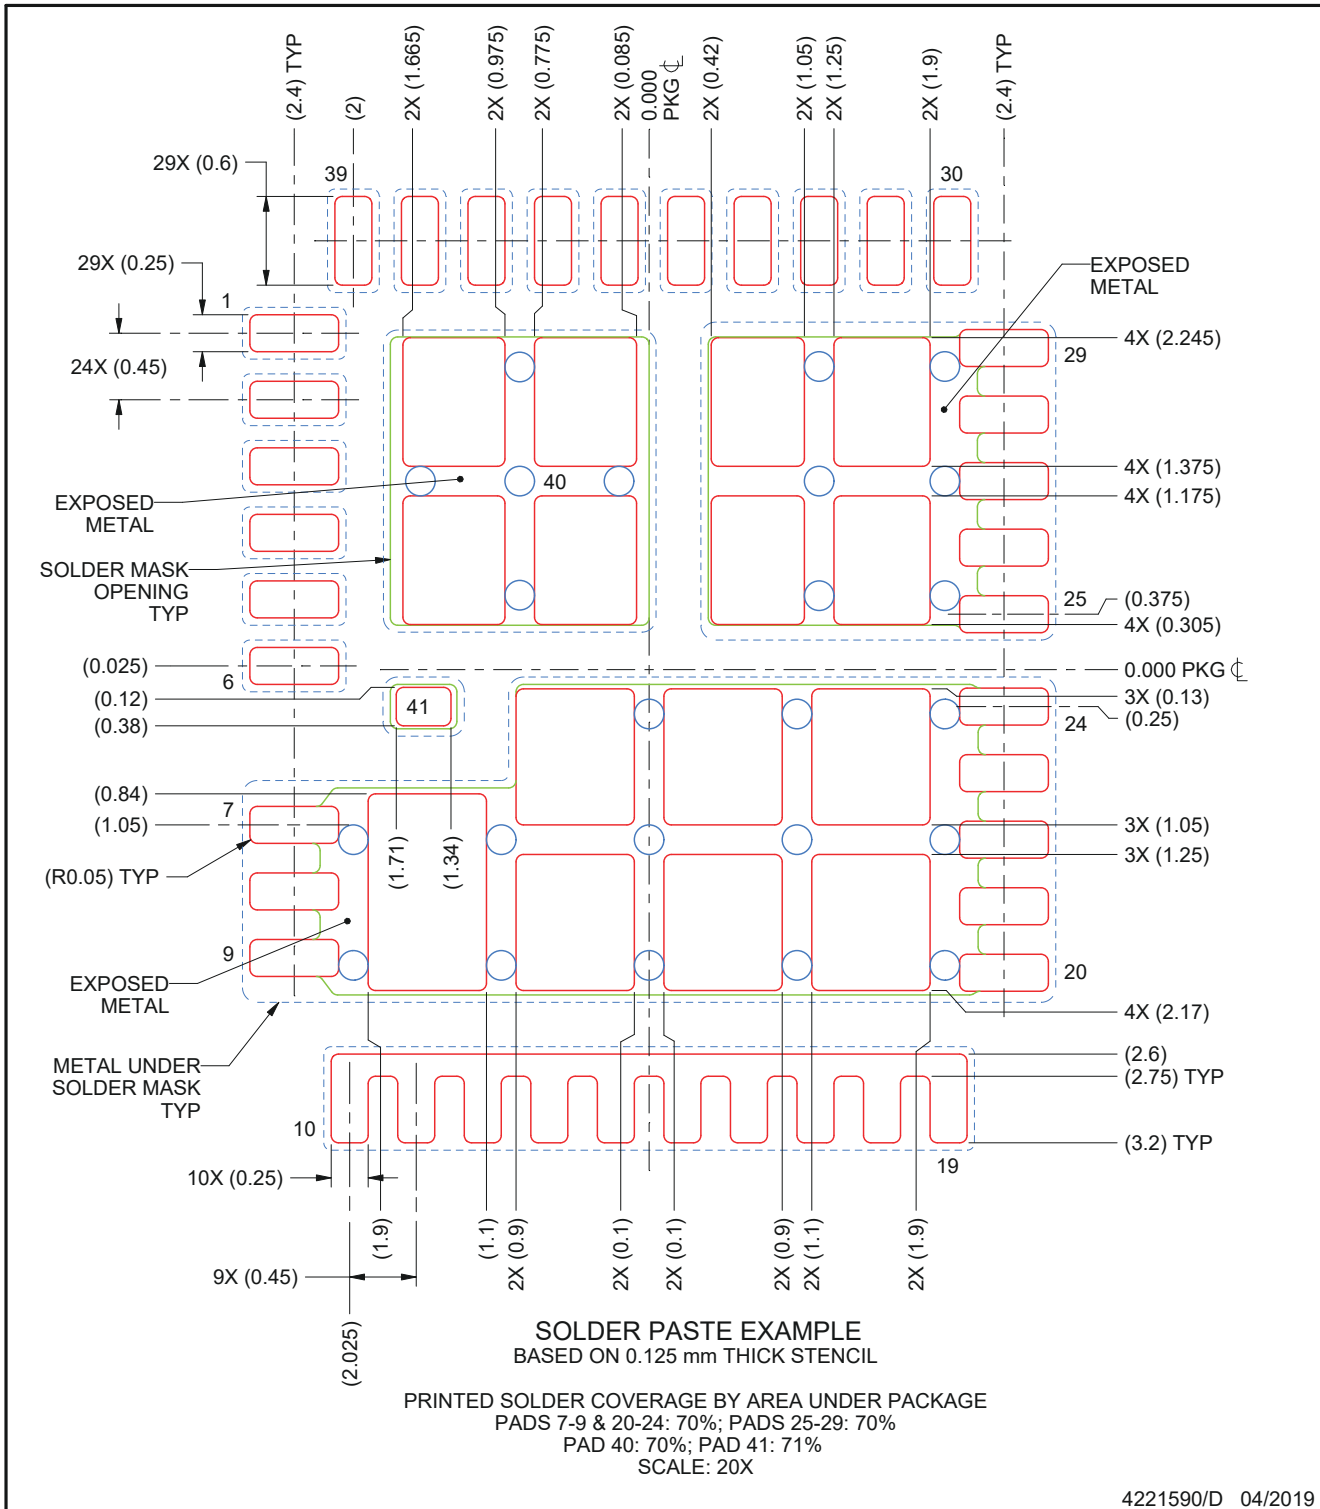 (2.4) TYP
(2)
2X (1.665)
2X (0.975)
2X (0.775)
2X (0.085)
0.000
PKG ℄
2X (0.42)
2X (1.05)
2X (1.25)
2X (1.9)
(2.4) TYP
29X (0.6)
39
30
29X (0.25)
1
24X (0.45)
EXPOSED
METAL
4X (2.245)
29
4X (1.375)
4X (1.175)
40
EXPOSED
METAL
SOLDER MASK
OPENING
TYP
25
(0.375)
4X (0.305)
(0.025)
6
0.000 PKG ℄
(0.12)
(0.38)
41
3X (0.13)
(0.25)
24
(0.84)
7
(1.05)
(1.71)
(1.34)
3X (1.05)
3X (1.25)
(R0.05) TYP
9
20
EXPOSED
METAL
4X (2.17)
METAL UNDER
SOLDER MASK
TYP
(2.6)
(2.75) TYP
10
(3.2) TYP
19
10X (0.25)
(1.9)
(1.1)
2X (0.9)
2X (0.1)
2X (0.1)
2X (0.9)
2X (1.1)
2X (1.9)
9X (0.45)
(2.025)
SOLDER PASTE EXAMPLE
BASED ON 0.125 mm THICK STENCIL
PRINTED SOLDER COVERAGE BY AREA UNDER PACKAGE
PADS 7-9 & 20-24: 70%; PADS 25-29: 70%
PAD 40: 70%; PAD 41: 71%
SCALE: 20X
4221590/D 04/2019